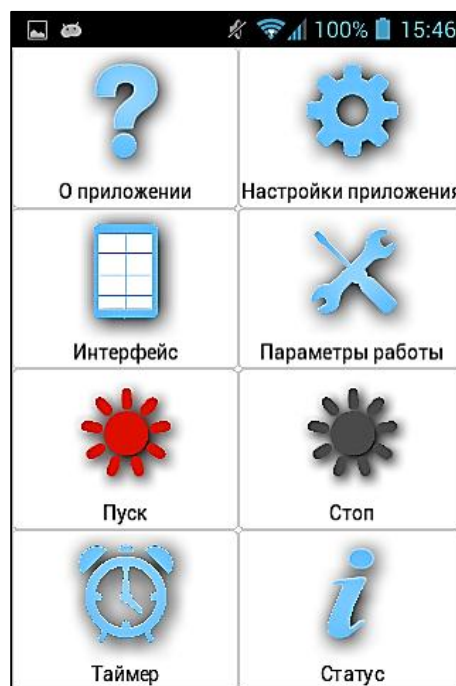 100% 15:46
О приложении
Настройки приложения
Интерфейс
Параметры работы
Пуск
Стоп
Таймер
Статус